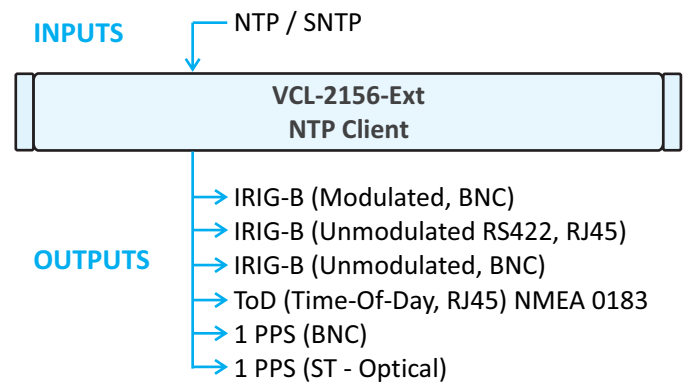 INPUTS
NTP / SNTP
VCL-2156-Ext
NTP Client
OUTPUTS
IRIG-B (Modulated, BNC)
IRIG-B (Unmodulated RS422, RJ45)
IRIG-B (Unmodulated, BNC)
ToD (Time-Of-Day, RJ45) NMEA 0183
1 PPS (BNC)
1 PPS (ST - Optical)